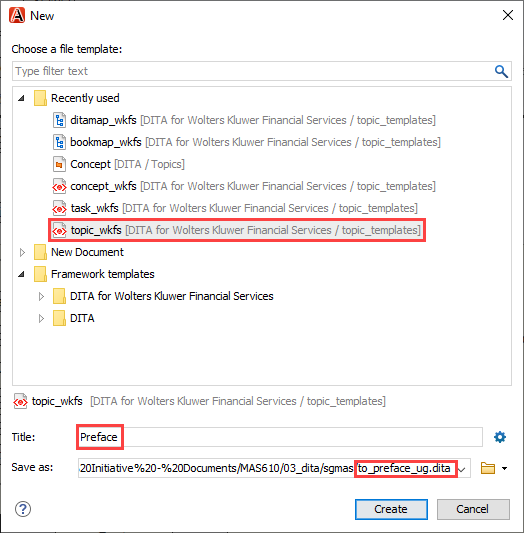 New
Choose a file template:
Type filter text
Recently used
ditamap_wkfs [DITA for Wolters Kluwer Financial Services / topic_templates]
bookmap_wkfs [DITA for Wolters Kluwer Financial Services / topic_templates]
Concept [DITA / Topics]
concept_wkfs [DITA for Wolters Kluwer Financial Services / topic_templates]
task_wkfs [DITA for Wolters Kluwer Financial Services / topic_templates]
topic_wkfs [DITA for Wolters Kluwer Financial Services / topic_templates]
New Document
Framework templates
DITA for Wolters Kluwer Financial Services
DITA
topic_wkfs [DITA for Wolters Kluwer Financial Services / topic_templates]
Title: Preface
Save as: 20Initiative%20-%20Documents/MAS610/03_dita/sgmas/to_preface_ug.dita
? Create Cancel